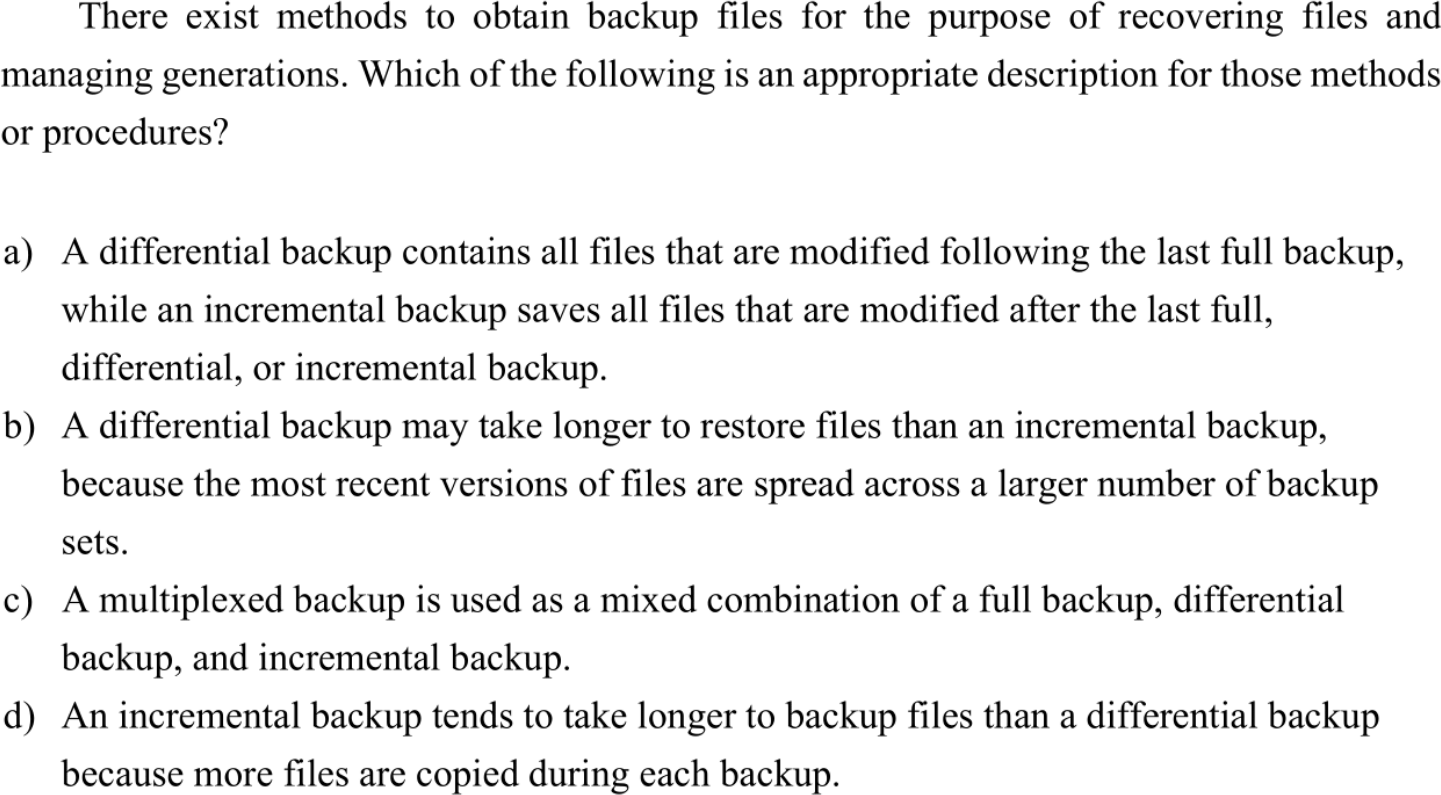 There exist methods to obtain backup files for the purpose of recovering files and
managing generations. Which of the following is an appropriate description for those methods
or procedures?
a) A differential backup contains all files that are modified following the last full backup,
while an incremental backup saves all files that are modified after the last full,
differential, or incremental backup.
b) A differential backup may take longer to restore files than an incremental backup,
because the most recent versions of files are spread across a larger number of backup
sets.
c) A multiplexed backup is used as a mixed combination of a full backup, differential
backup, and incremental backup.
d) An incremental backup tends to take longer to backup files than a differential backup
because more files are copied during each backup.